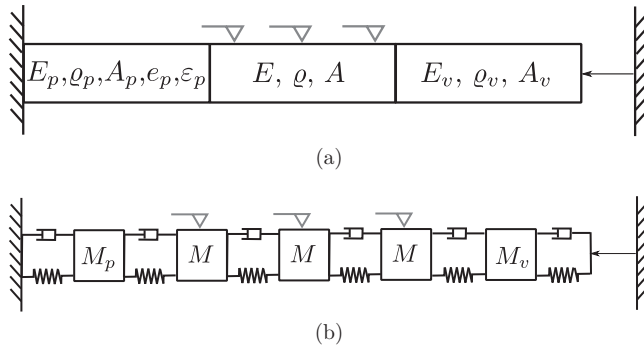 E_p, ϱ_p, A_p, e_p, ε_p E, ϱ, A E_v, ϱ_v, A_v
(a)
M_p M M M M_v
(b)